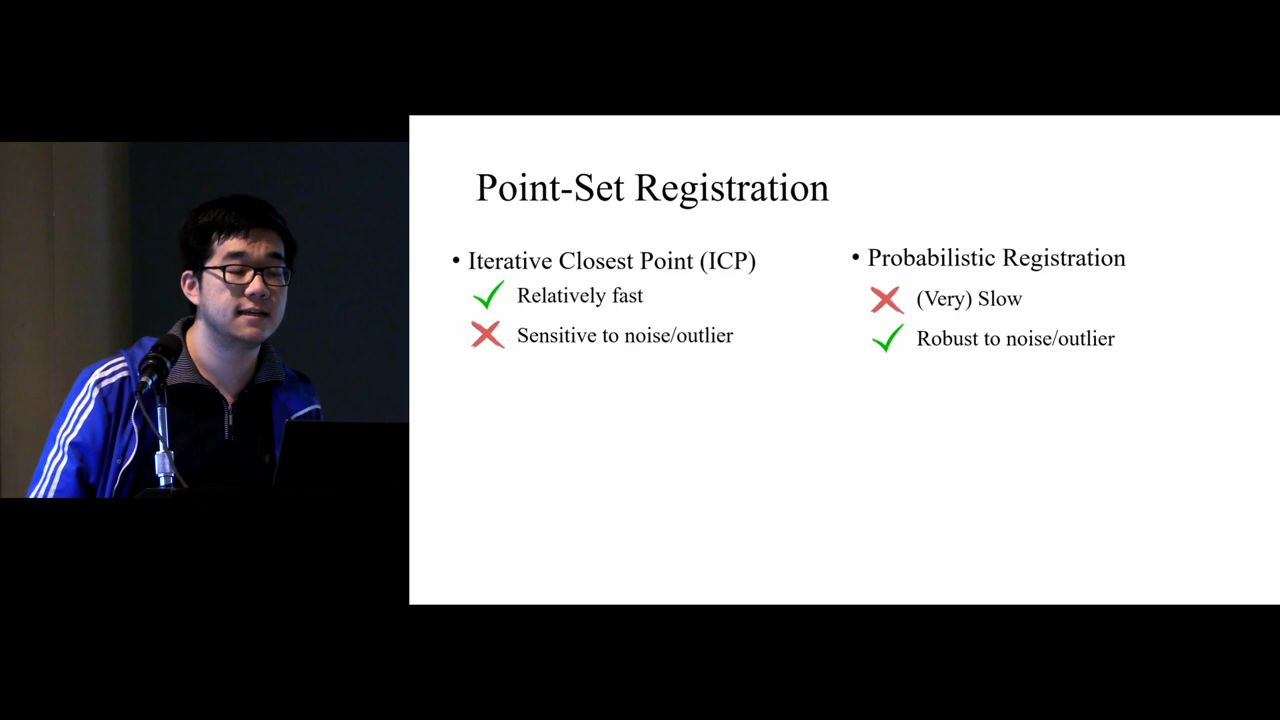 Point-Set Registration
• Iterative Closest Point (ICP)
Relatively fast
Sensitive to noise/outlier
• Probabilistic Registration
(Very) Slow
Robust to noise/outlier